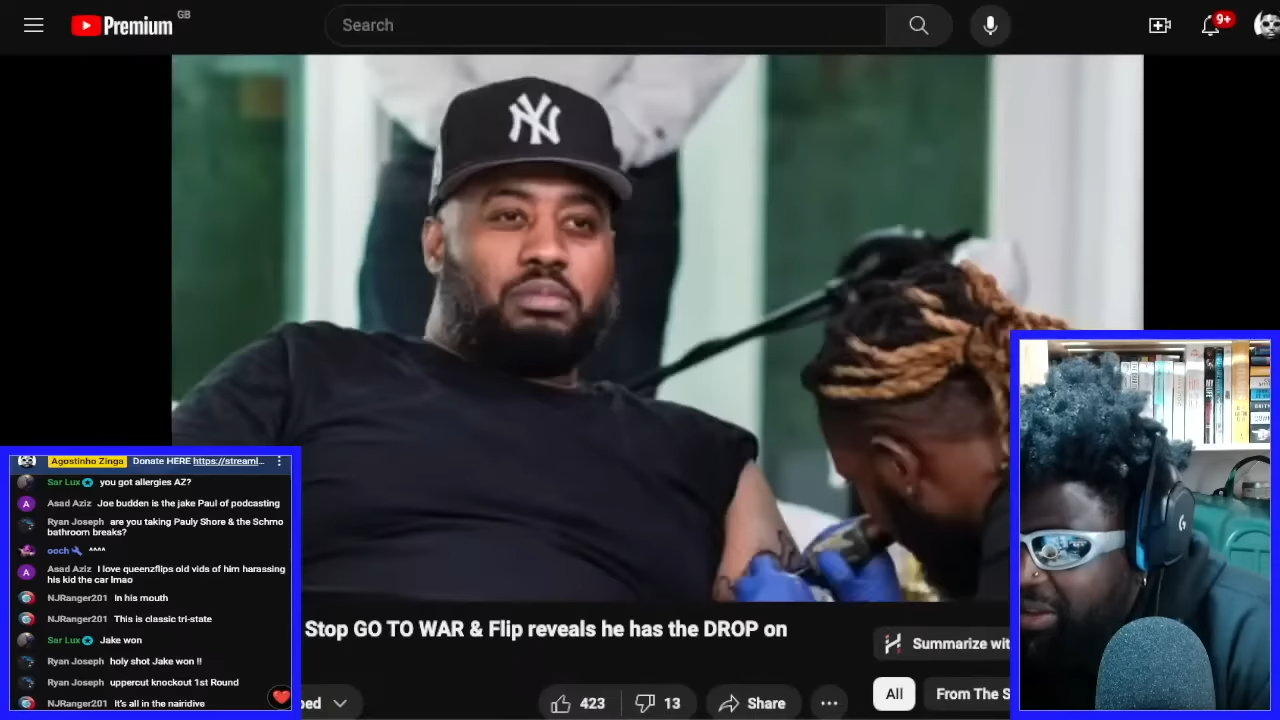 Premium GB
Search
9+
NY
Agostinho Zinga Donate HERE https://streaml...
Sar Lux you got allergies AZ?
A Asad Aziz Joe budden is the jake Paul of podcasting
Ryan Joseph are you taking Pauly Shore & the Schmo
bathroom breaks?
ooch ^^^^
A Asad Aziz I love queenzflips old vids of him harassing
his kid the car lmao
NJRanger201 In his mouth
NJRanger201 This is classic tri-state
Sar Lux Jake won
Ryan Joseph holy shot Jake won !!
Ryan Joseph uppercut knockout 1st Round
NJRanger201 It's all in the nairidive
Stop GO TO WAR & Flip reveals he has the DROP on
Summarize wit
bed
423
13
Share
All
From The S